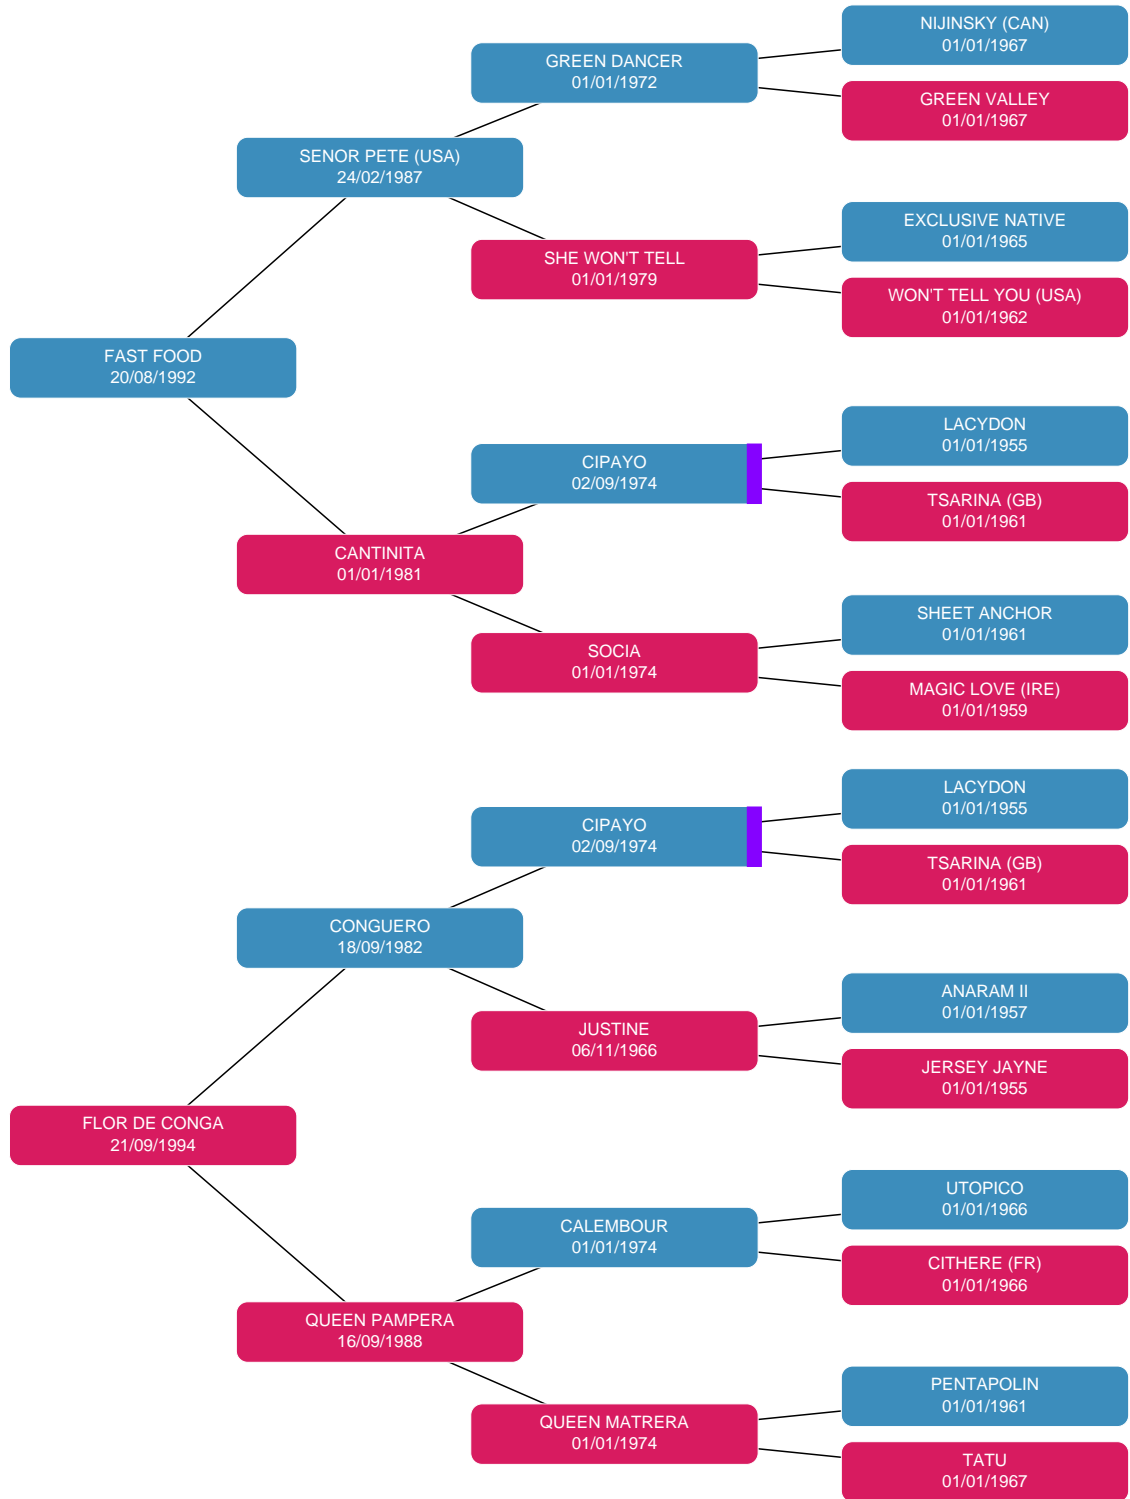 NIJINSKY (CAN)
01/01/1967
GREEN DANCER
01/01/1972
GREEN VALLEY
01/01/1967
SENOR PETE (USA)
24/02/1987
EXCLUSIVE NATIVE
01/01/1965
SHE WON'T TELL
01/01/1979
WON'T TELL YOU (USA)
01/01/1962
FAST FOOD
20/08/1992
LACYDON
01/01/1955
CIPAYO
02/09/1974
TSARINA (GB)
01/01/1961
CANTINITA
01/01/1981
SHEET ANCHOR
01/01/1961
SOCIA
01/01/1974
MAGIC LOVE (IRE)
01/01/1959
LACYDON
01/01/1955
CIPAYO
02/09/1974
TSARINA (GB)
01/01/1961
CONGUERO
18/09/1982
ANARAM II
01/01/1957
JUSTINE
06/11/1966
JERSEY JAYNE
01/01/1955
FLOR DE CONGA
21/09/1994
UTOPICO
01/01/1966
CALEMBOUR
01/01/1974
CITHERE (FR)
01/01/1966
QUEEN PAMPERA
16/09/1988
PENTAPOLIN
01/01/1961
QUEEN MATRERA
01/01/1974
TATU
01/01/1967